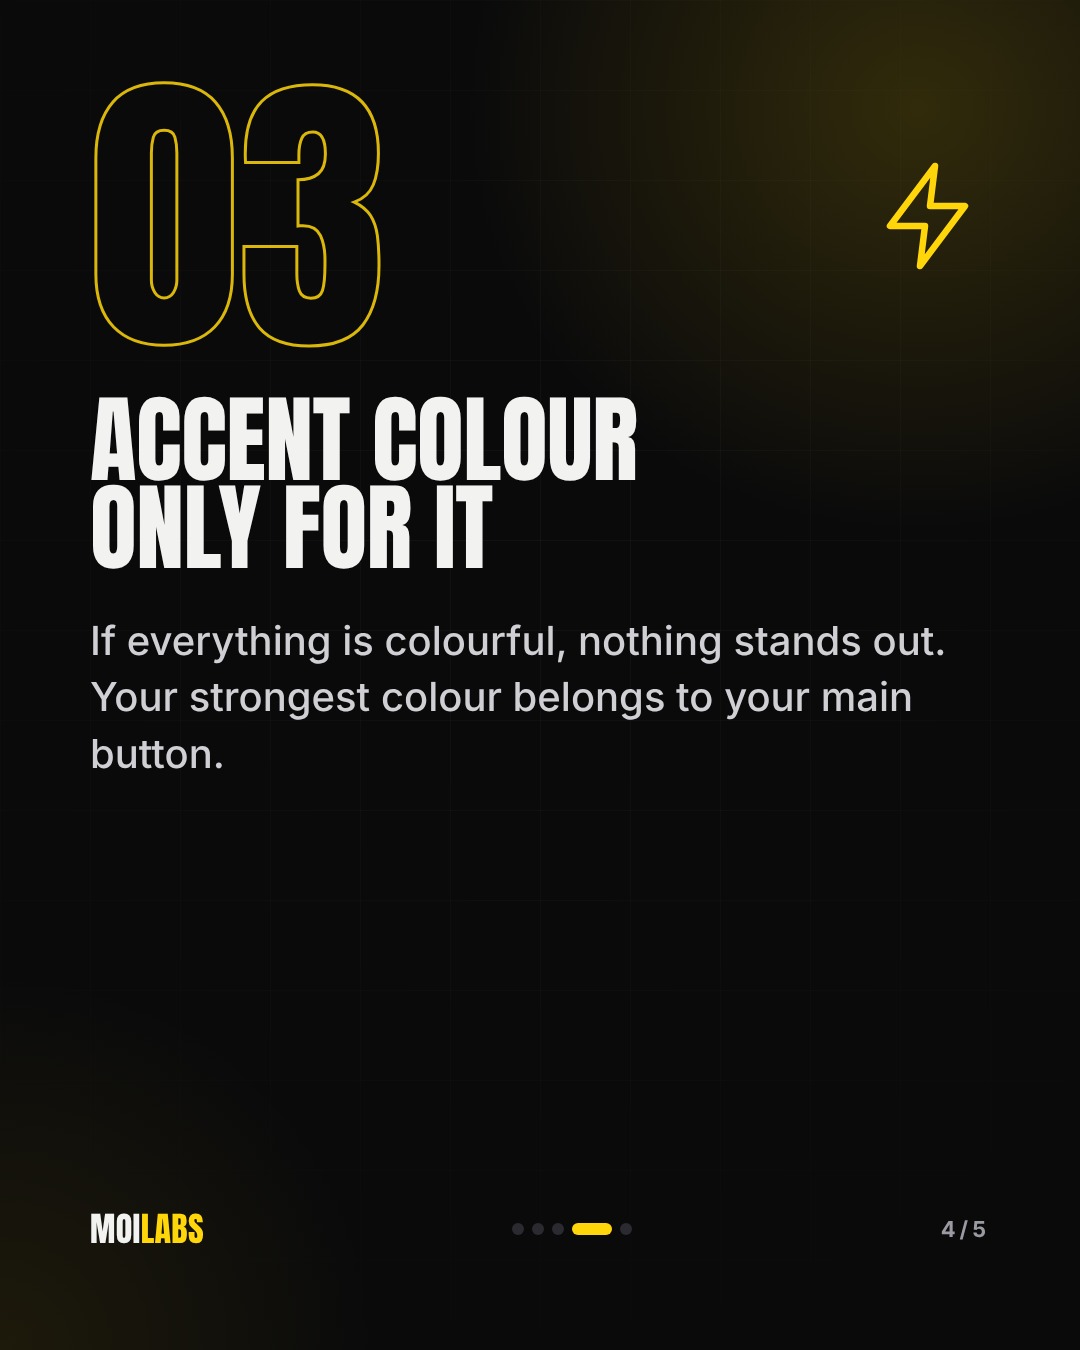 03
ACCENT COLOUR
ONLY FOR IT
If everything is colourful, nothing stands out.
Your strongest colour belongs to your main
button.
MOILABS
4/5